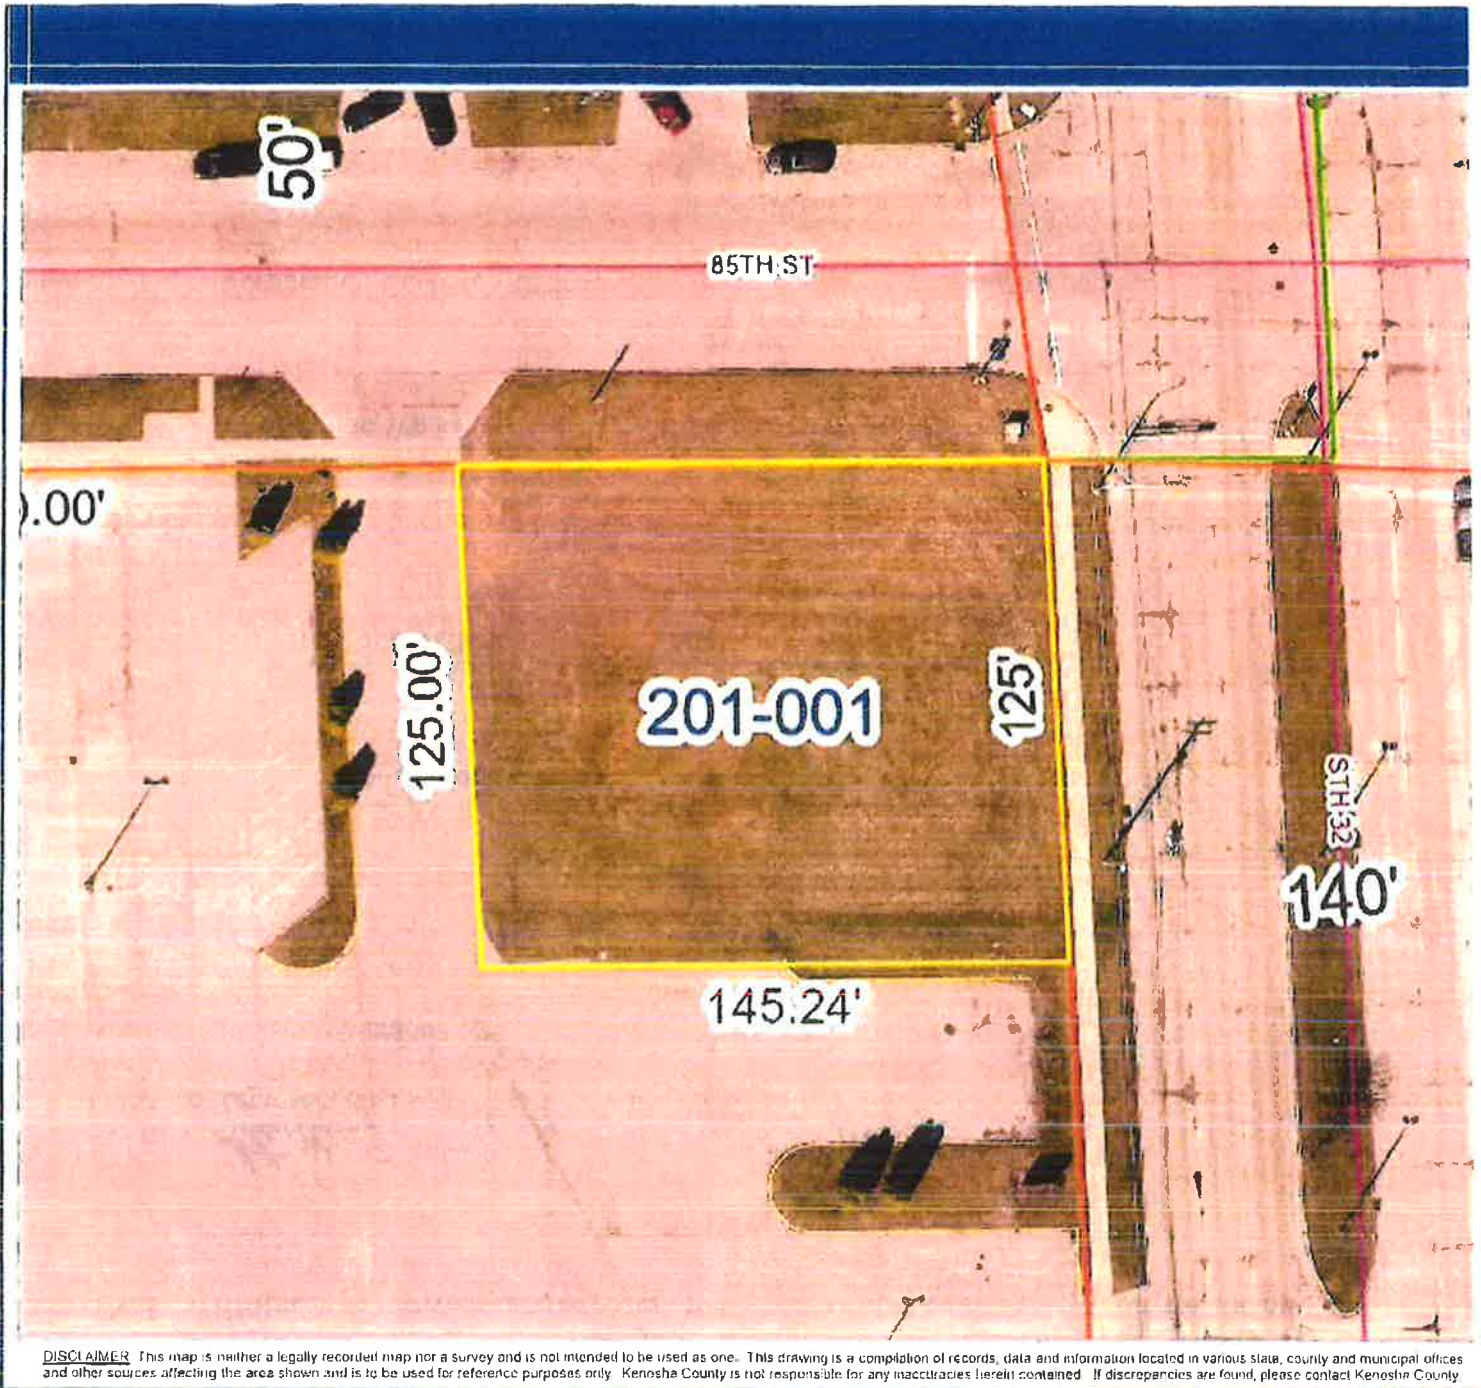 50'
85TH ST
).00'
125.00'
201-001
125'
STH 32
140'
145.24'
DISCLAIMER This map is neither a legally recorded map nor a survey and is not intended to be used as one. This drawing is a compilation of records, data and information located in various state, county and municipal offices
and other sources affecting the area shown and is to be used for reference purposes only. Kenosha County is not responsible for any inaccuracies herein contained. If discrepancies are found, please contact Kenosha County.